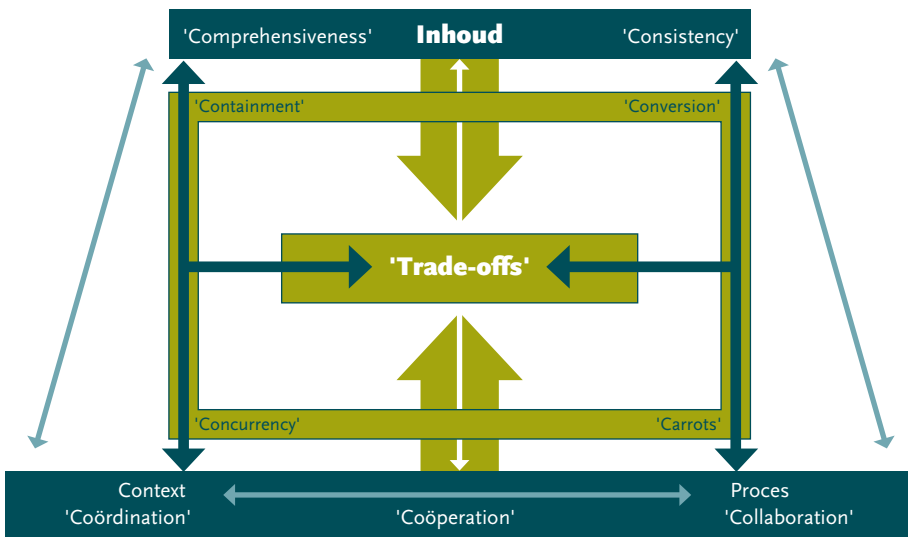 'Comprehensiveness' Inhoud 'Consistency'
'Containment' 'Conversion'
'Trade-offs'
'Concurrency' 'Carrots'
Context Proces
'Coördination' 'Coöperation' 'Collaboration'